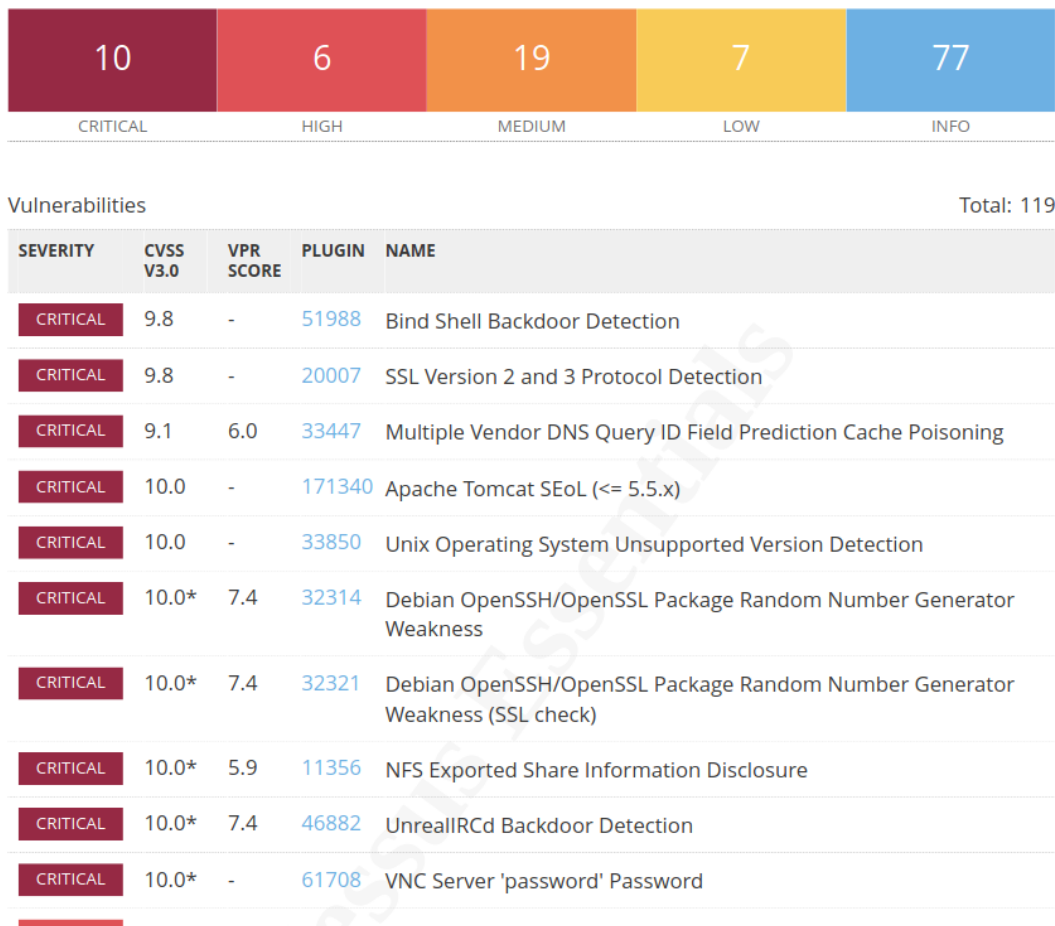 10 6 19 7 77
CRITICAL HIGH MEDIUM LOW INFO
Vulnerabilities Total: 119
SEVERITY CVSS V3.0 VPR SCORE PLUGIN NAME
CRITICAL 9.8 - 51988 Bind Shell Backdoor Detection
CRITICAL 9.8 - 20007 SSL Version 2 and 3 Protocol Detection
CRITICAL 9.1 6.0 33447 Multiple Vendor DNS Query ID Field Prediction Cache Poisoning
CRITICAL 10.0 - 171340 Apache Tomcat SEoL (<= 5.5.x)
CRITICAL 10.0 - 33850 Unix Operating System Unsupported Version Detection
CRITICAL 10.0* 7.4 32314 Debian OpenSSH/OpenSSL Package Random Number Generator
Weakness
CRITICAL 10.0* 7.4 32321 Debian OpenSSH/OpenSSL Package Random Number Generator
Weakness (SSL check)
CRITICAL 10.0* 5.9 11356 NFS Exported Share Information Disclosure
CRITICAL 10.0* 7.4 46882 UnrealIRCd Backdoor Detection
CRITICAL 10.0* - 61708 VNC Server 'password' Password
Essentials